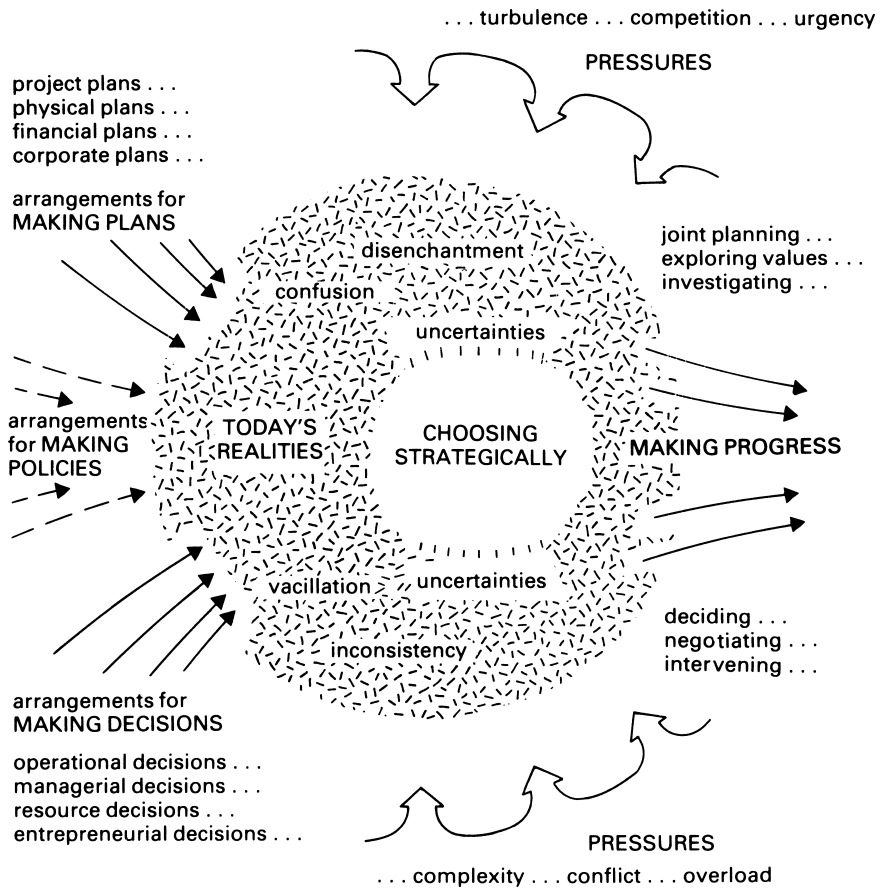 . . . turbulence . . . competition . . . urgency
PRESSURES
project plans . . .
physical plans . . .
financial plans . . .
corporate plans . . .
arrangements for
MAKING PLANS
joint planning . . .
exploring values . . .
investigating . . .
disenchantment
confusion
uncertainties
arrangements
for MAKING
POLICIES
TODAY'S
REALITIES
CHOOSING
STRATEGICALLY
MAKING PROGRESS
vacillation
uncertainties
inconsistency
deciding . . .
negotiating . . .
intervening . . .
arrangements for
MAKING DECISIONS
operational decisions . . .
managerial decisions . . .
resource decisions . . .
entrepreneurial decisions . . .
PRESSURES
. . . complexity . . . conflict . . . overload